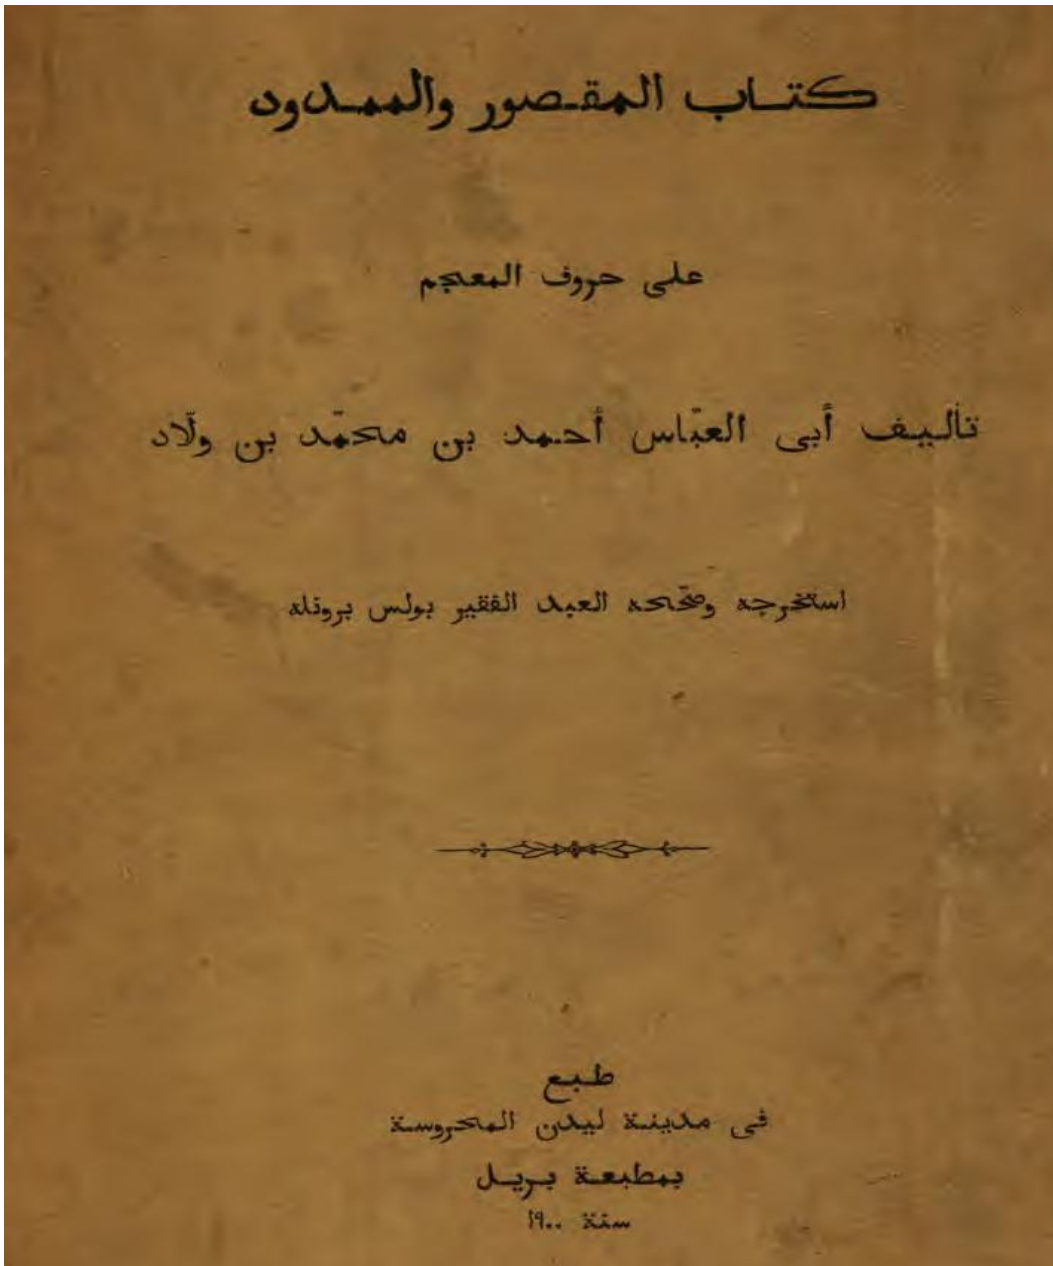 كتاب المقصور والممدود
على حروف المعجم
تأليف أبى العبّاس أحمد بن محمّد بن ولّاد
استخرجه وصحّحه العبد الفقير بولس برونله
طبع
فى مدينة ليدن المحروسة
بمطبعة بريل
سنة ١٩٠٠